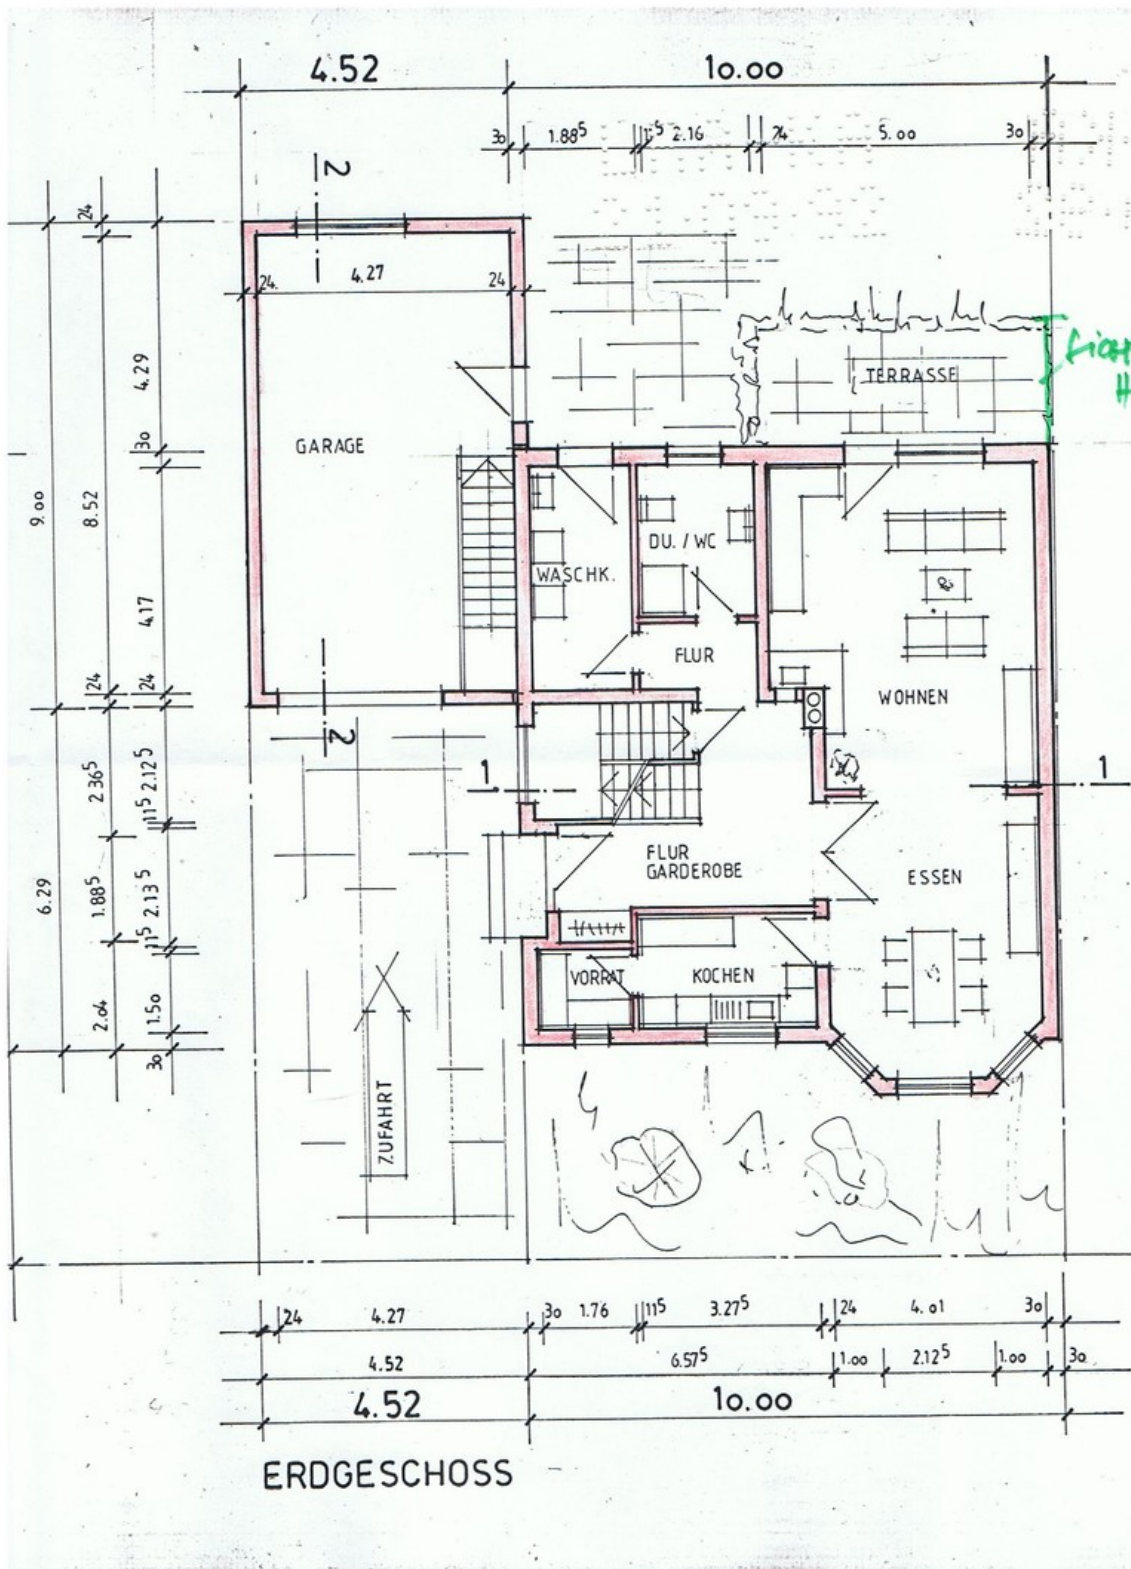 4.52 10.00
30 1.88⁵ 11⁵ 2.16 24 5.00 30
2
24 4.27 24
24
4.29
30
9.00
8.52
4.17
24
24
TERRASSE
GARAGE
WASCHK.
DU. / WC
FLUR
WOHNEN
2
1
1
2.36⁵
2.12⁵
11⁵
FLUR
GARDEROBE
ESSEN
6.29
1.88⁵
2.13⁵
11⁵
VORRAT
KOCHEN
2.04
1.50
30
ZUFAHRT
24 4.27 30 1.76 11⁵ 3.27⁵ 24 4.01 30
4.52 6.57⁵ 1.00 2.12⁵ 1.00 30
4.52 10.00
ERDGESCHOSS